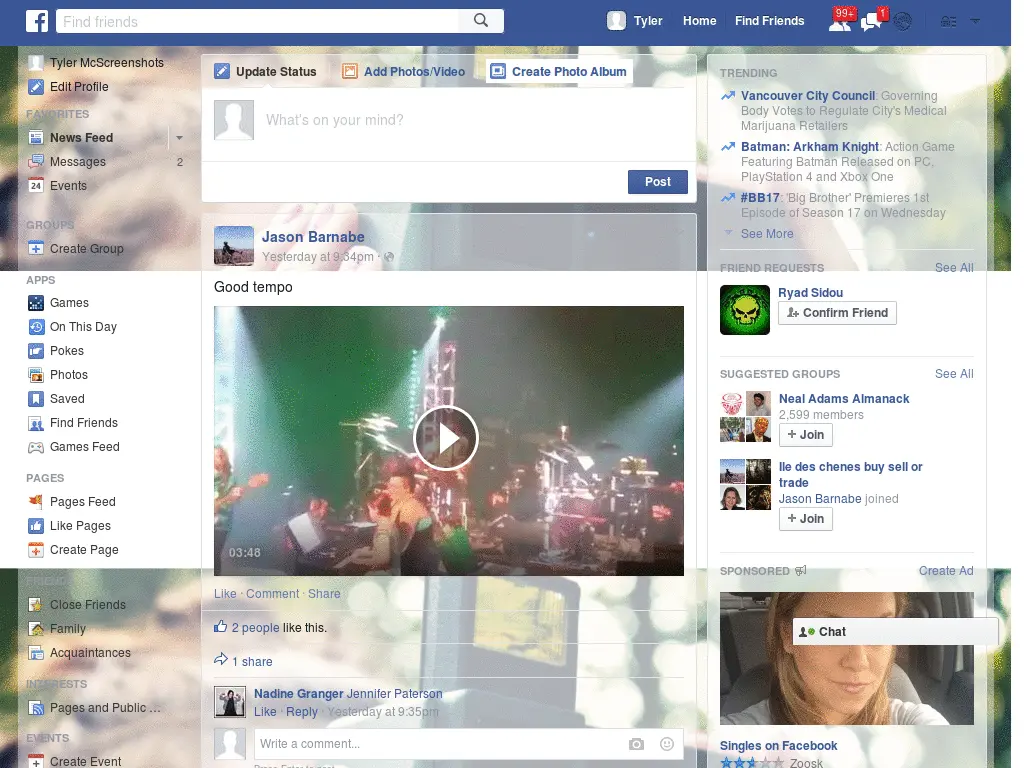 f
Find friends
Tyler
Home
Find Friends
99+
1
Tyler McScreenshots
Edit Profile
FAVORITES
News Feed
Messages 2
24 Events
GROUPS
Create Group
APPS
Games
On This Day
Pokes
Photos
Saved
Find Friends
Games Feed
PAGES
Pages Feed
Like Pages
Create Page
FRIEND
Close Friends
Family
Acquaintances
INTERESTS
Pages and Public ...
EVENTS
Create Event
Update Status
Add Photos/Video
Create Photo Album
What's on your mind?
Post
Jason Barnabe
Yesterday at 9:34pm ·
Good tempo
03:48
Like · Comment · Share
2 people like this.
1 share
Nadine Granger Jennifer Paterson
Like · Reply · Yesterday at 9:35pm
Write a comment...
Press Enter to post.
TRENDING
Vancouver City Council: Governing
Body Votes to Regulate City's Medical
Marijuana Retailers
Batman: Arkham Knight: Action Game
Featuring Batman Released on PC,
PlayStation 4 and Xbox One
#BB17: 'Big Brother' Premieres 1st
Episode of Season 17 on Wednesday
See More
FRIEND REQUESTS See All
Ryad Sidou
Confirm Friend
SUGGESTED GROUPS See All
Neal Adams Almanack
2,599 members
+ Join
Ile des chenes buy sell or
trade
Jason Barnabe joined
+ Join
SPONSORED Create Ad
Chat
Singles on Facebook
Zoosk